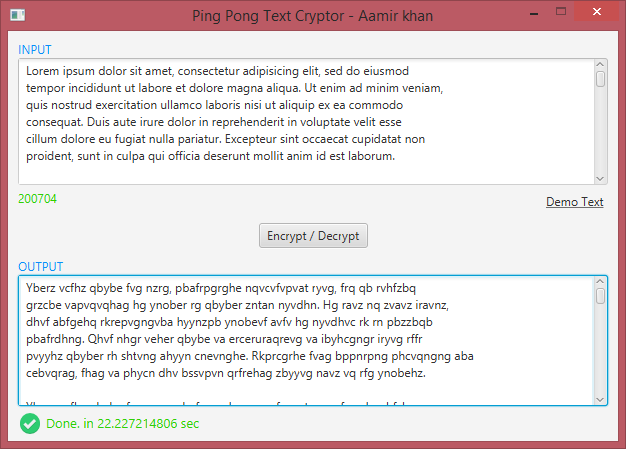 Ping Pong Text Cryptor - Aamir khan
INPUT
Lorem ipsum dolor sit amet, consectetur adipisicing elit, sed do eiusmod
tempor incididunt ut labore et dolore magna aliqua. Ut enim ad minim veniam,
quis nostrud exercitation ullamco laboris nisi ut aliquip ex ea commodo
consequat. Duis aute irure dolor in reprehenderit in voluptate velit esse
cillum dolore eu fugiat nulla pariatur. Excepteur sint occaecat cupidatat non
proident, sunt in culpa qui officia deserunt mollit anim id est laborum.
200704
Demo Text
Encrypt / Decrypt
OUTPUT
Yberz vcfhz qbybe fvg nzrg, pbafrpgrghe nqvcvfvpvat ryvg, frq qb rvhfzbq
grzcbe vapvqvqhag hg ynober rg qbyber zntan nyvdhn. Hg ravz nq zvavz iravnz,
dhvf abfgehq rkrepvgngvba hyynzpb ynobevf avfv hg nyvdhvc rk rn pbzzbqb
pbafrdhng. Qhvf nhgr veher qbybe va erceruraqrevg va ibyhcgngr iryvg rffr
pvyyhz qbyber rh shtvng ahyyn cnevnghe. Rkprcgrhe fvag bppnrpng phcvqngng aba
cebvqrag, fhag va phycn dhv bssvpvn qrfrehag zbyyvg navz vq rfg ynobehz.
Done. in 22.227214806 sec